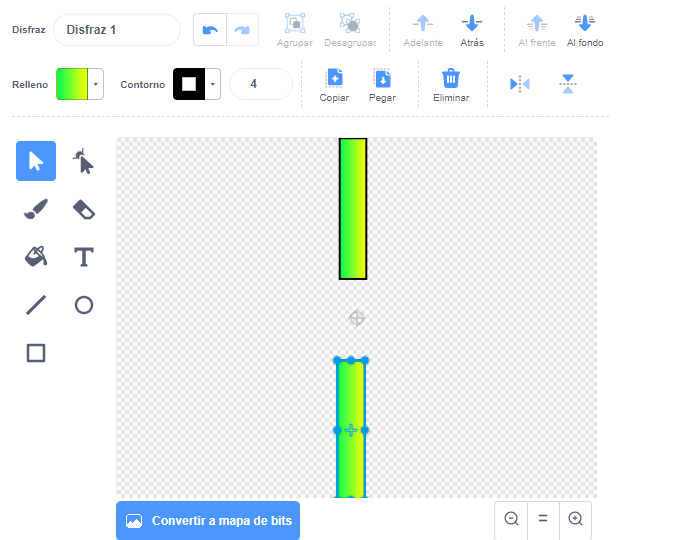 Disfraz
Disfraz 1
Agrupar
Desagrupar
Adelante
Atrás
Al frente
Al fondo
Relleno
Contorno
4
Copiar
Pegar
Eliminar
Convertir a mapa de bits